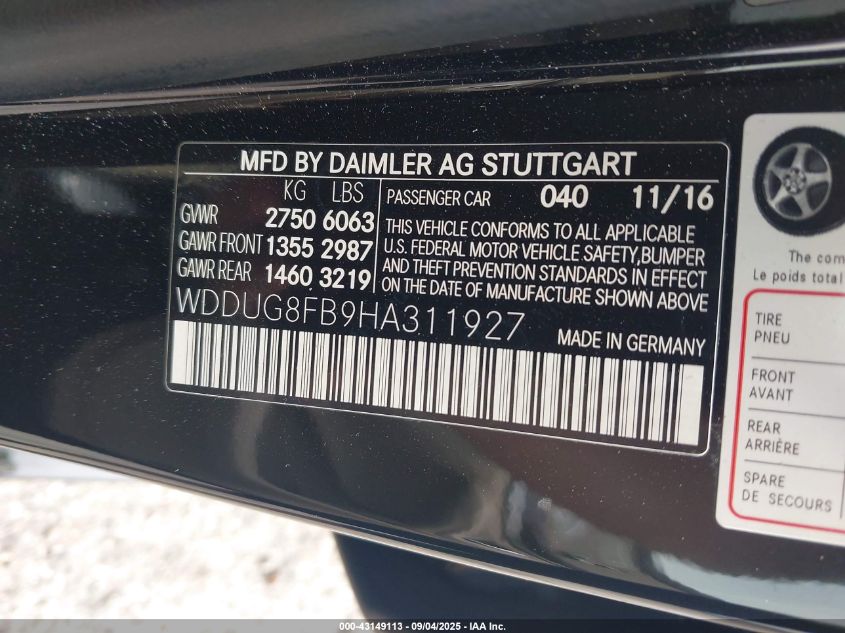 MFD BY DAIMLER AG STUTTGART
KG LBS
GVWR 2750 6063
GAWR FRONT 1355 2987
GAWR REAR 1460 3219
PASSENGER CAR 040 11/16
THIS VEHICLE CONFORMS TO ALL APPLICABLE
U.S. FEDERAL MOTOR VEHICLE SAFETY,BUMPER
AND THEFT PREVENTION STANDARDS IN EFFECT
ON THE DATE OF MANUFACTURE SHOWN ABOVE
WDDUG8FB9HA311927
MADE IN GERMANY
The com
Le poids total
TIRE
PNEU
FRONT
AVANT
REAR
ARRIÈRE
SPARE
DE SECOURS
000-43149113 - 09/04/2025 - IAA Inc.